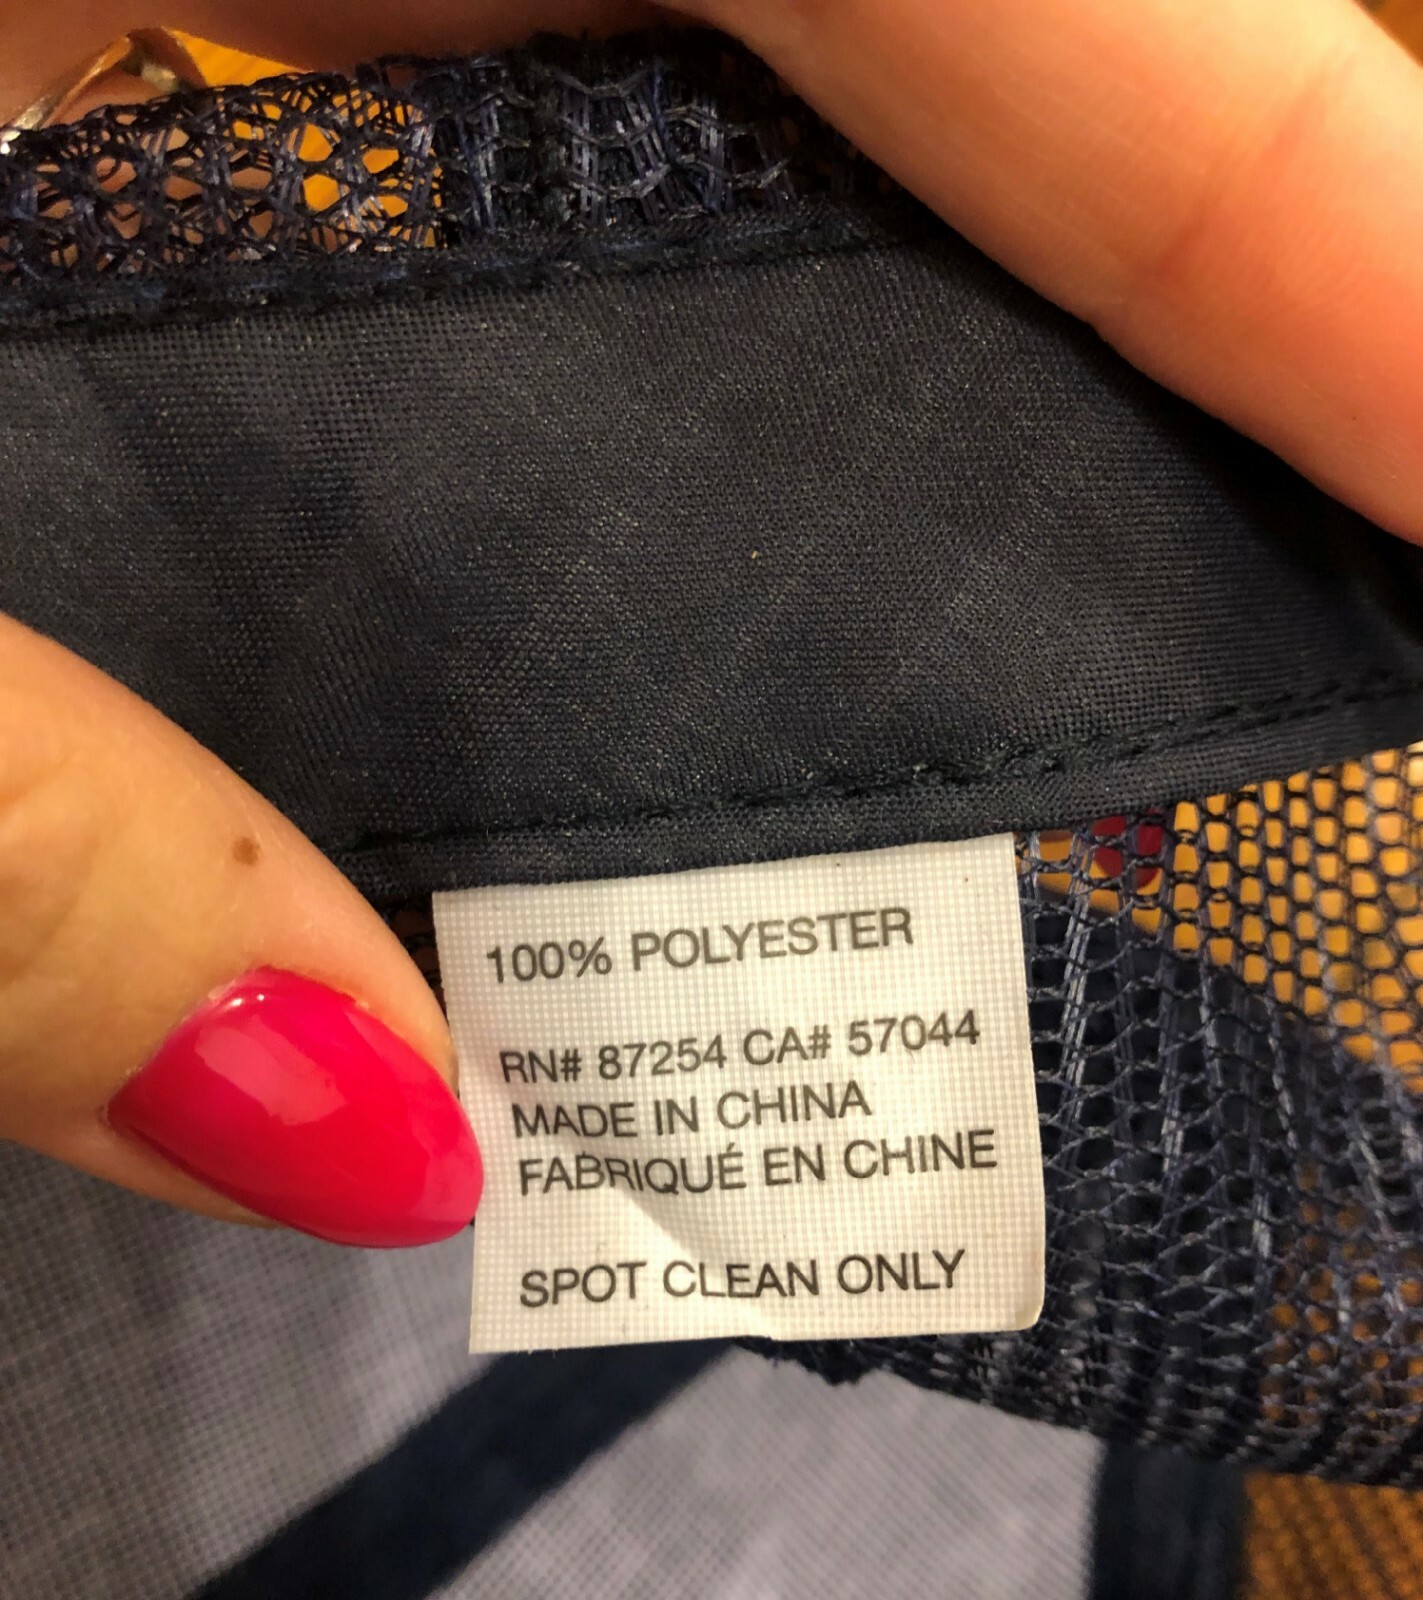 100% POLYESTER
RN# 87254 CA# 57044
MADE IN CHINA
FABRIQUÉ EN CHINE
SPOT CLEAN ONLY